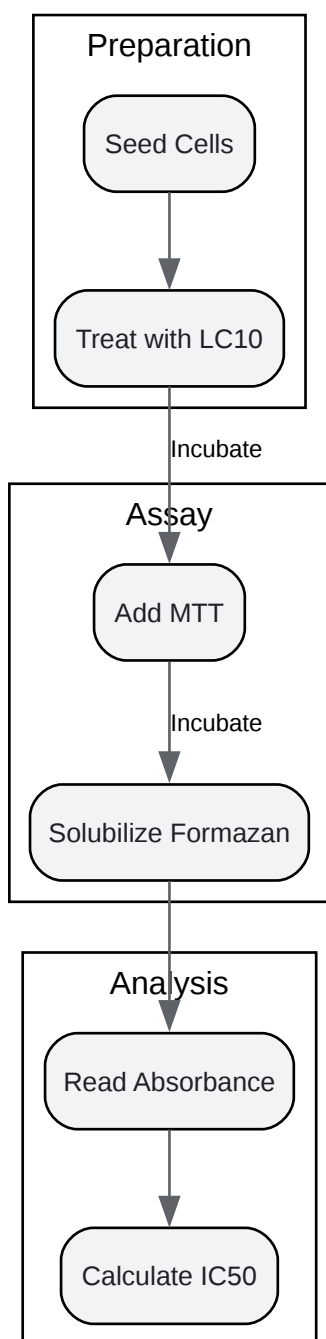 Preparation
Seed Cells
Treat with LC10
Incubate
Assay
Add MTT
Incubate
Solubilize Formazan
Analysis
Read Absorbance
Calculate IC50